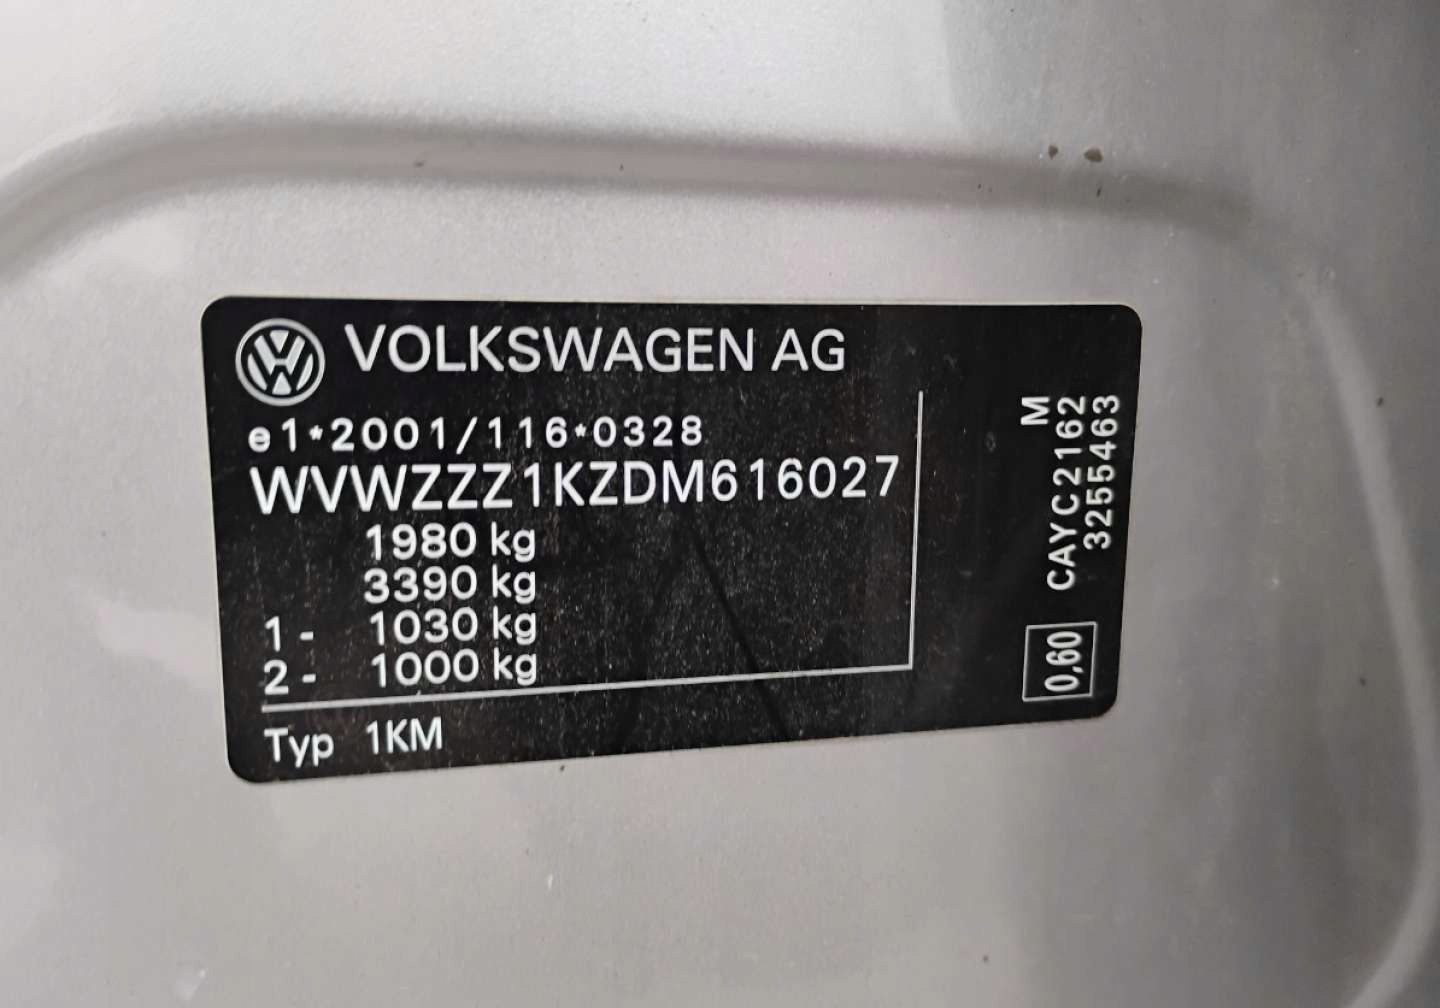 VOLKSWAGEN AG
e1*2001/116*0328
WVWZZZ1KZDM616027
1980 kg
3390 kg
1 - 1030 kg
2 - 1000 kg
Typ 1KM
M
CAYC2162
3255463
0,60